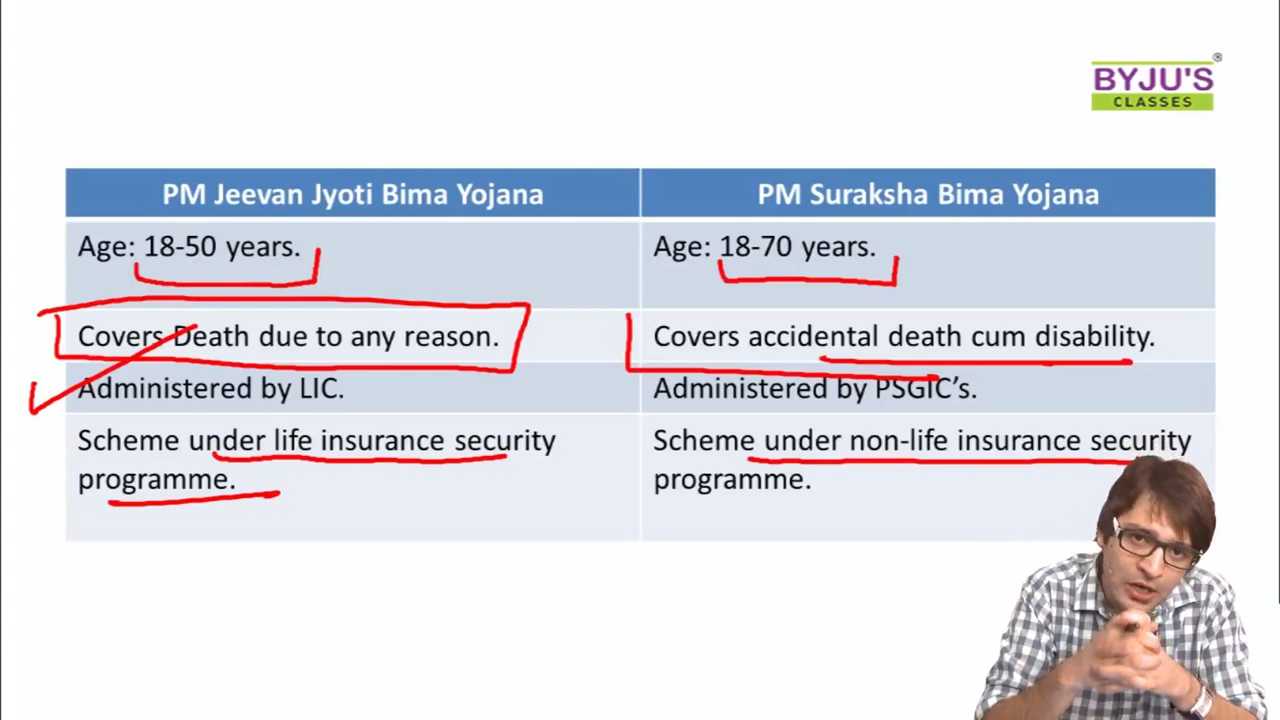 BYJU'S
®
CLASSES
PM Jeevan Jyoti Bima Yojana
PM Suraksha Bima Yojana
Age: 18-50 years.
Age: 18-70 years.
Covers Death due to any reason.
Covers accidental death cum disability.
Administered by LIC.
Administered by PSGIC's.
Scheme under life insurance security
programme.
Scheme under non-life insurance security
programme.